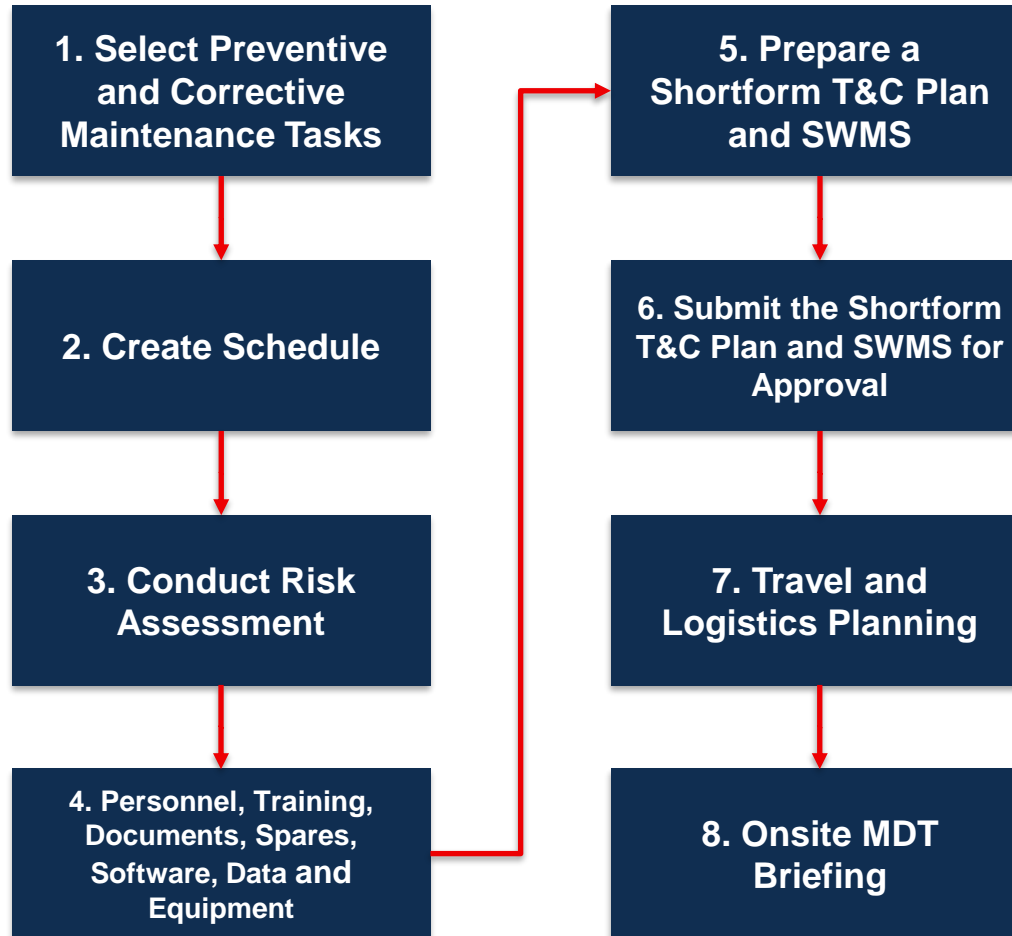 1. Select Preventive
and Corrective
Maintenance Tasks
2. Create Schedule
3. Conduct Risk
Assessment
4. Personnel, Training,
Documents, Spares,
Software, Data and
Equipment
5. Prepare a
Shortform T&C Plan
and SWMS
6. Submit the Shortform
T&C Plan and SWMS for
Approval
7. Travel and
Logistics Planning
8. Onsite MDT
Briefing